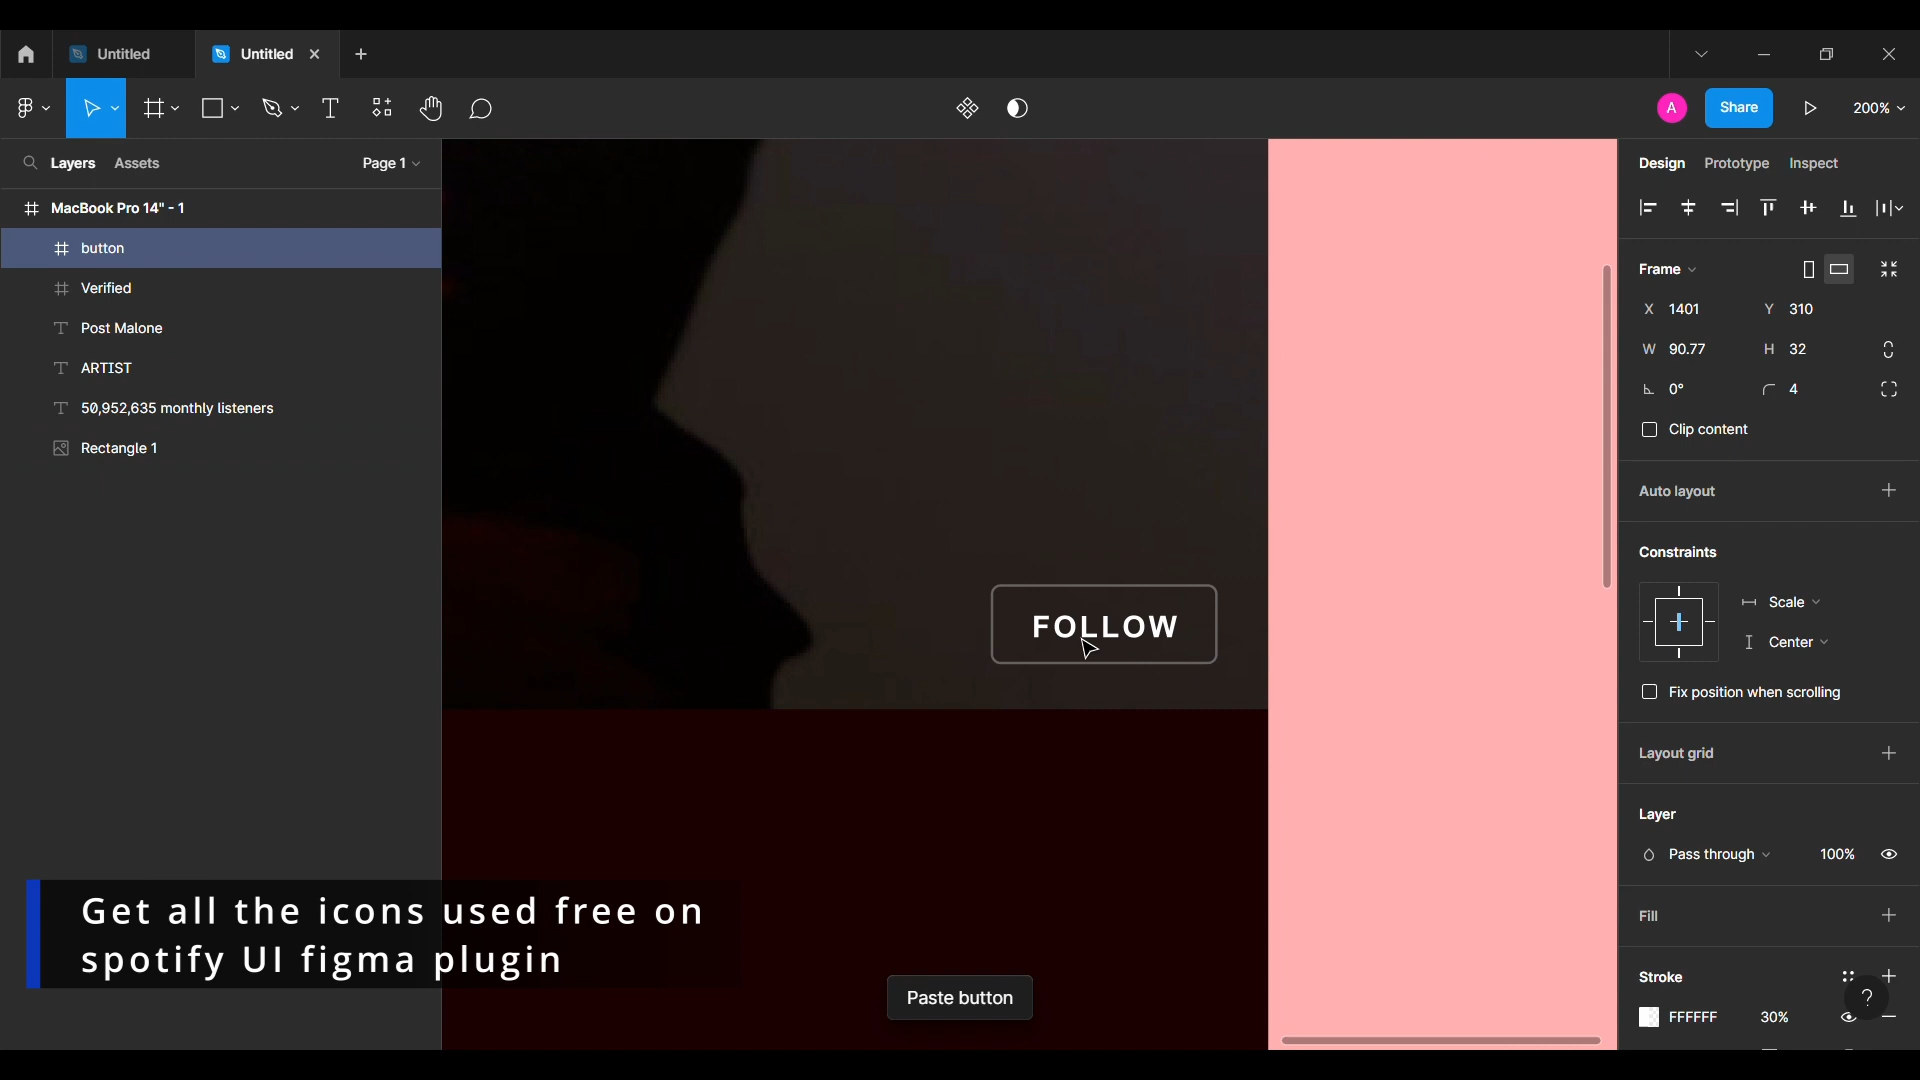 Untitled
Untitled
A
Share
200%
Layers Assets Page 1
Design Prototype Inspect
MacBook Pro 14" - 1
button
Verified
Post Malone
ARTIST
50,952,635 monthly listeners
Rectangle 1
FOLLOW
Get all the icons used free on
spotify UI figma plugin
Paste button
Frame
X 1401 Y 310
W 90.77 H 32
0° 4
Clip content
Auto layout
Constraints
Scale
Center
Fix position when scrolling
Layout grid
Layer
Pass through 100%
Fill
Stroke
?
FFFFFF 30%